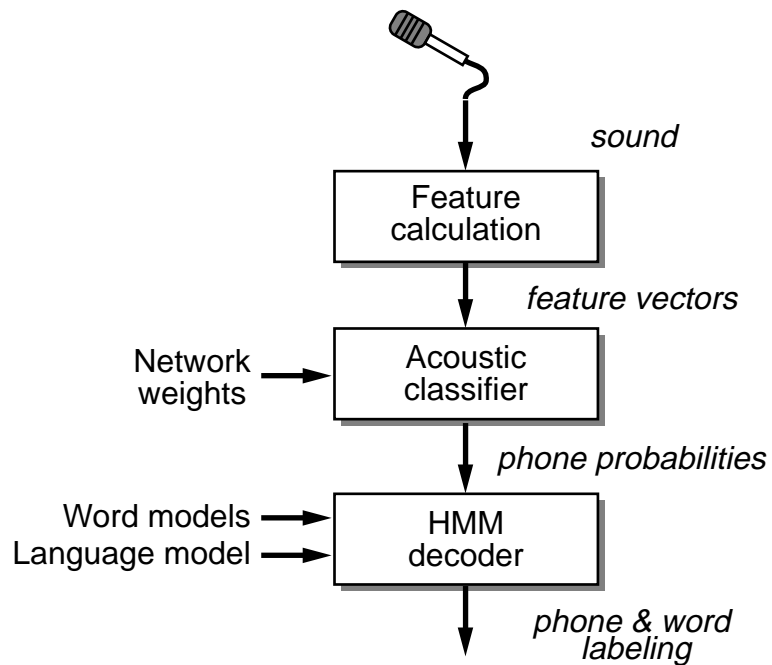 sound
Feature
calculation
feature vectors
Network
weights
Acoustic
classifier
phone probabilities
Word models
Language model
HMM
decoder
phone & word
labeling